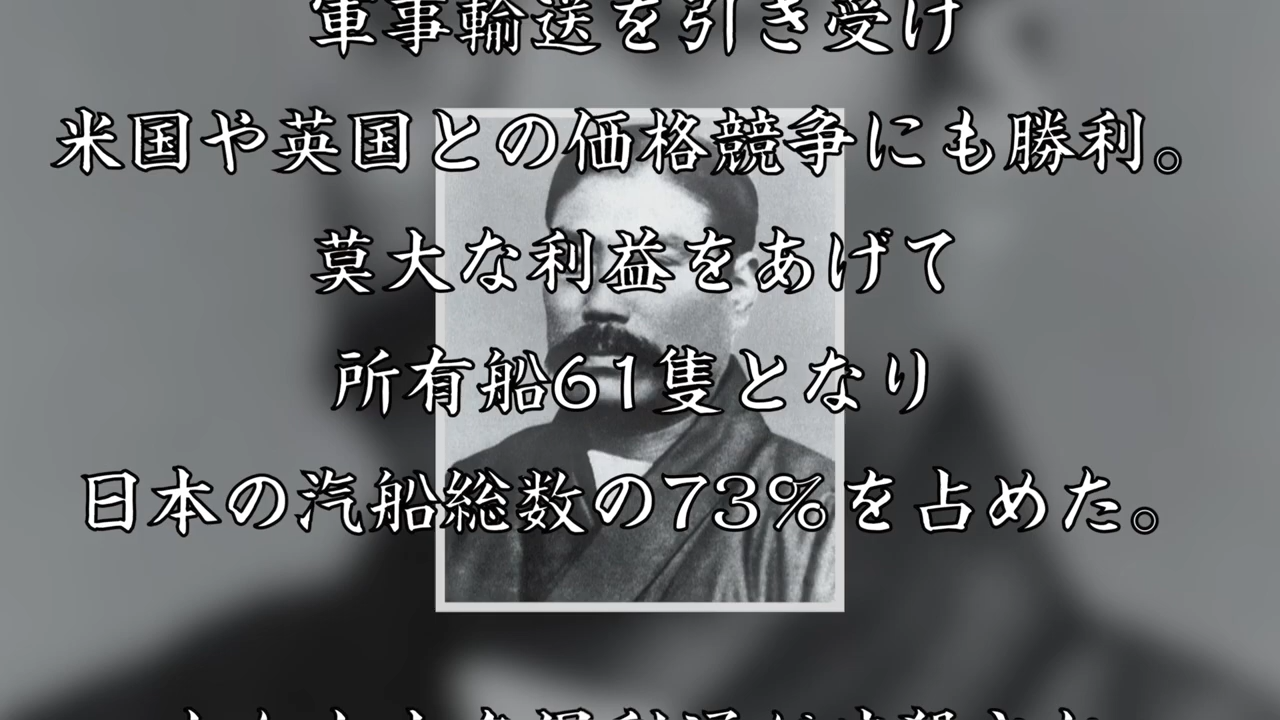 軍事輸送を引き受け
米国や英国との価格競争にも勝利。
莫大な利益をあげて
所有船61隻となり
日本の汽船総数の73%を占めた。